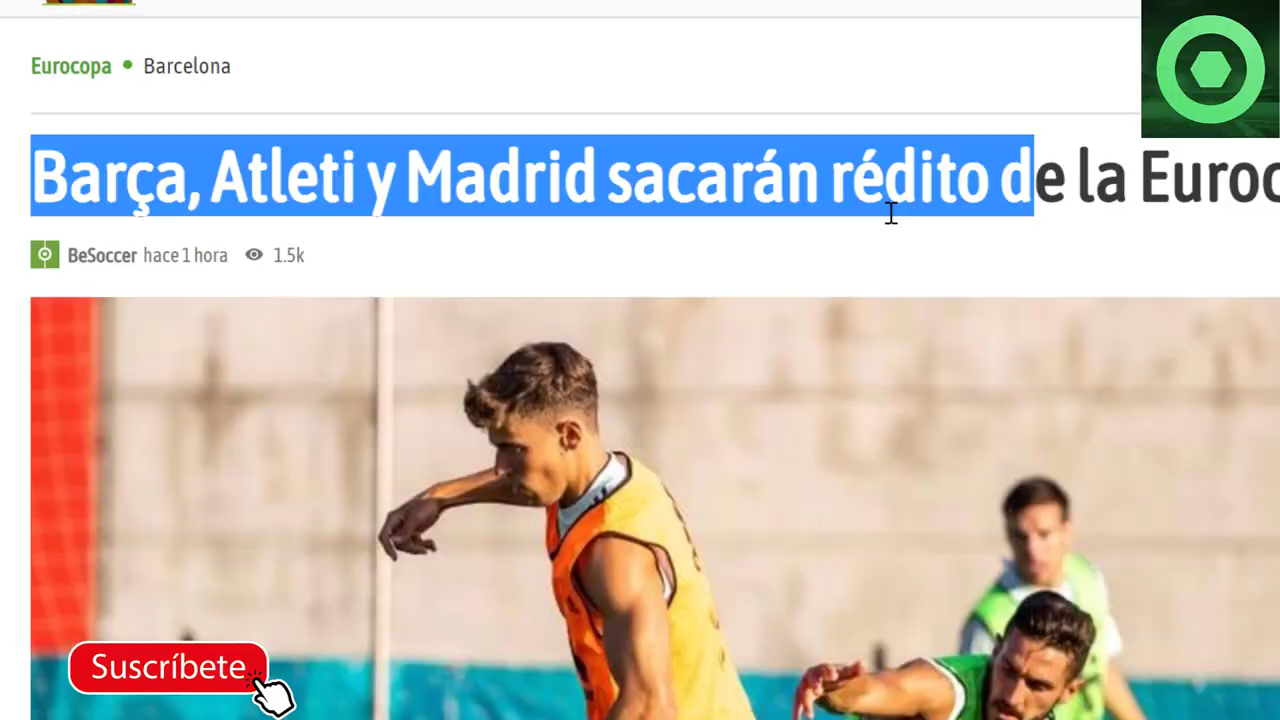 Eurocopa • Barcelona
Barça, Atleti y Madrid sacarán rédito de la Euroc
BeSoccer hace 1 hora 1.5k
Suscríbete